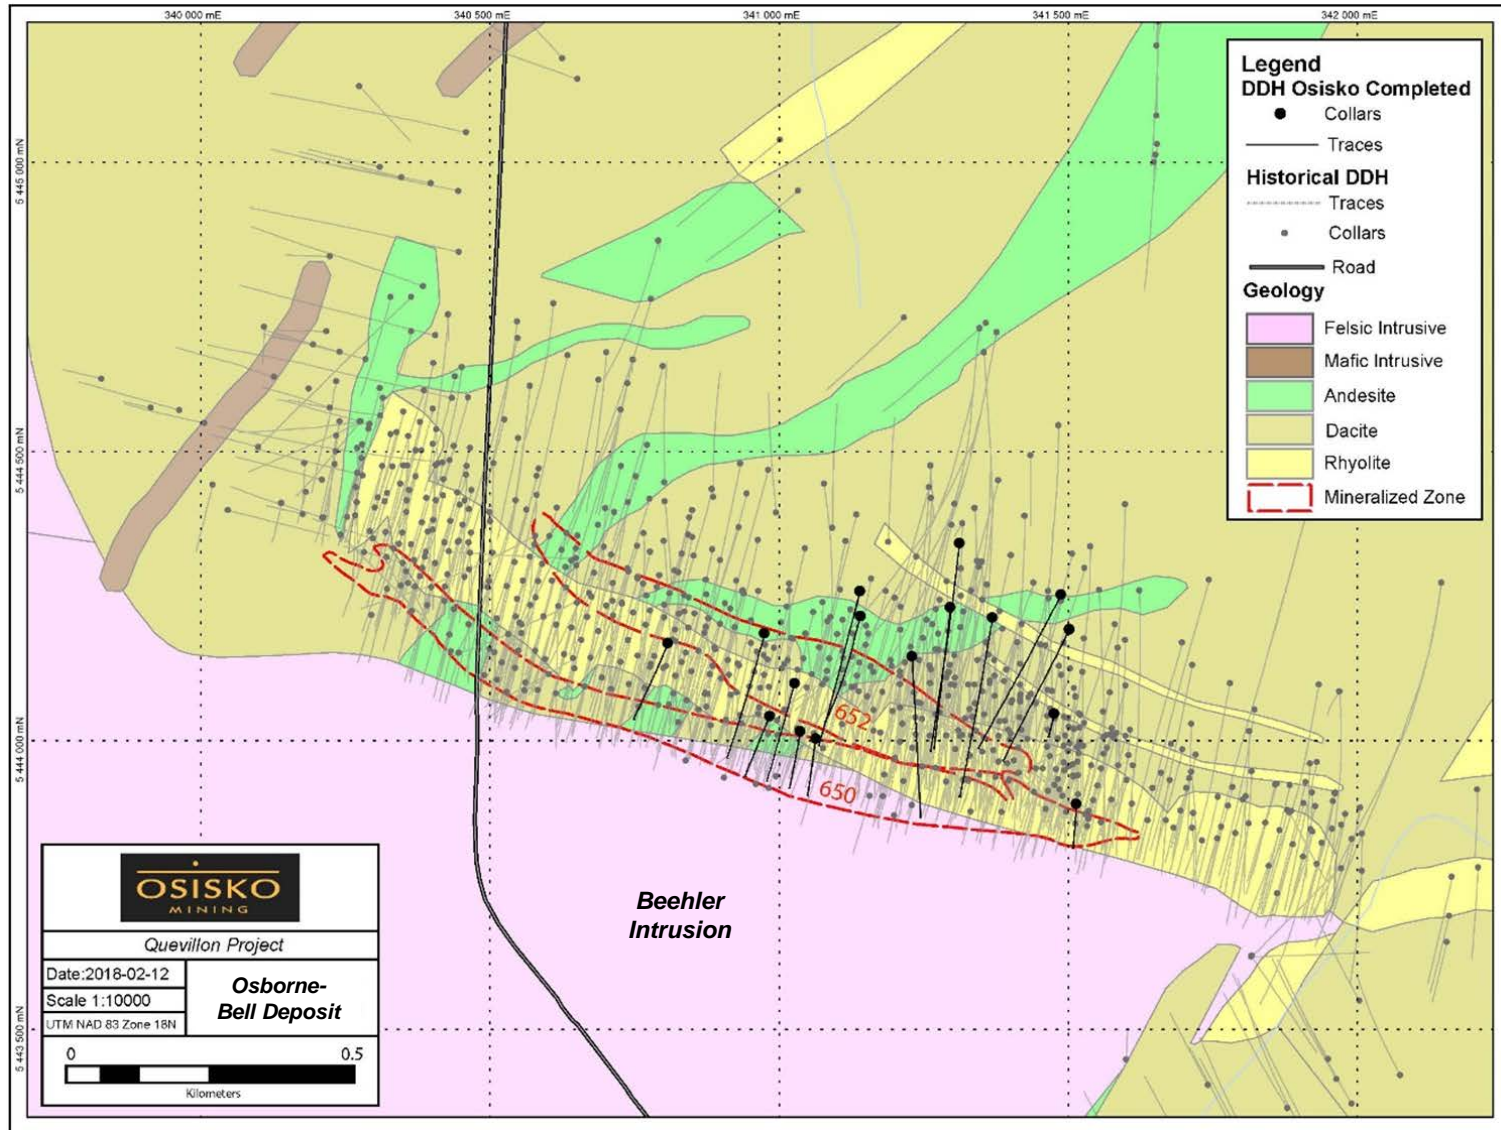 340 000 mE
340 500 mE
341 000 mE
341 500 mE
342 000 mE
5 445 000 mN
5 444 500 mN
5 444 000 mN
5 443 500 mN
Legend
DDH Osisko Completed
Collars
Traces
Historical DDH
Traces
Collars
Road
Geology
Felsic Intrusive
Mafic Intrusive
Andesite
Dacite
Rhyolite
Mineralized Zone
652
650
Beehler
Intrusion
OSISKO
MINING
Quevillon Project
Date:2018-02-12
Scale 1:10000
UTM NAD 83 Zone 18N
Osborne-
Bell Deposit
0
0.5
Kilometers